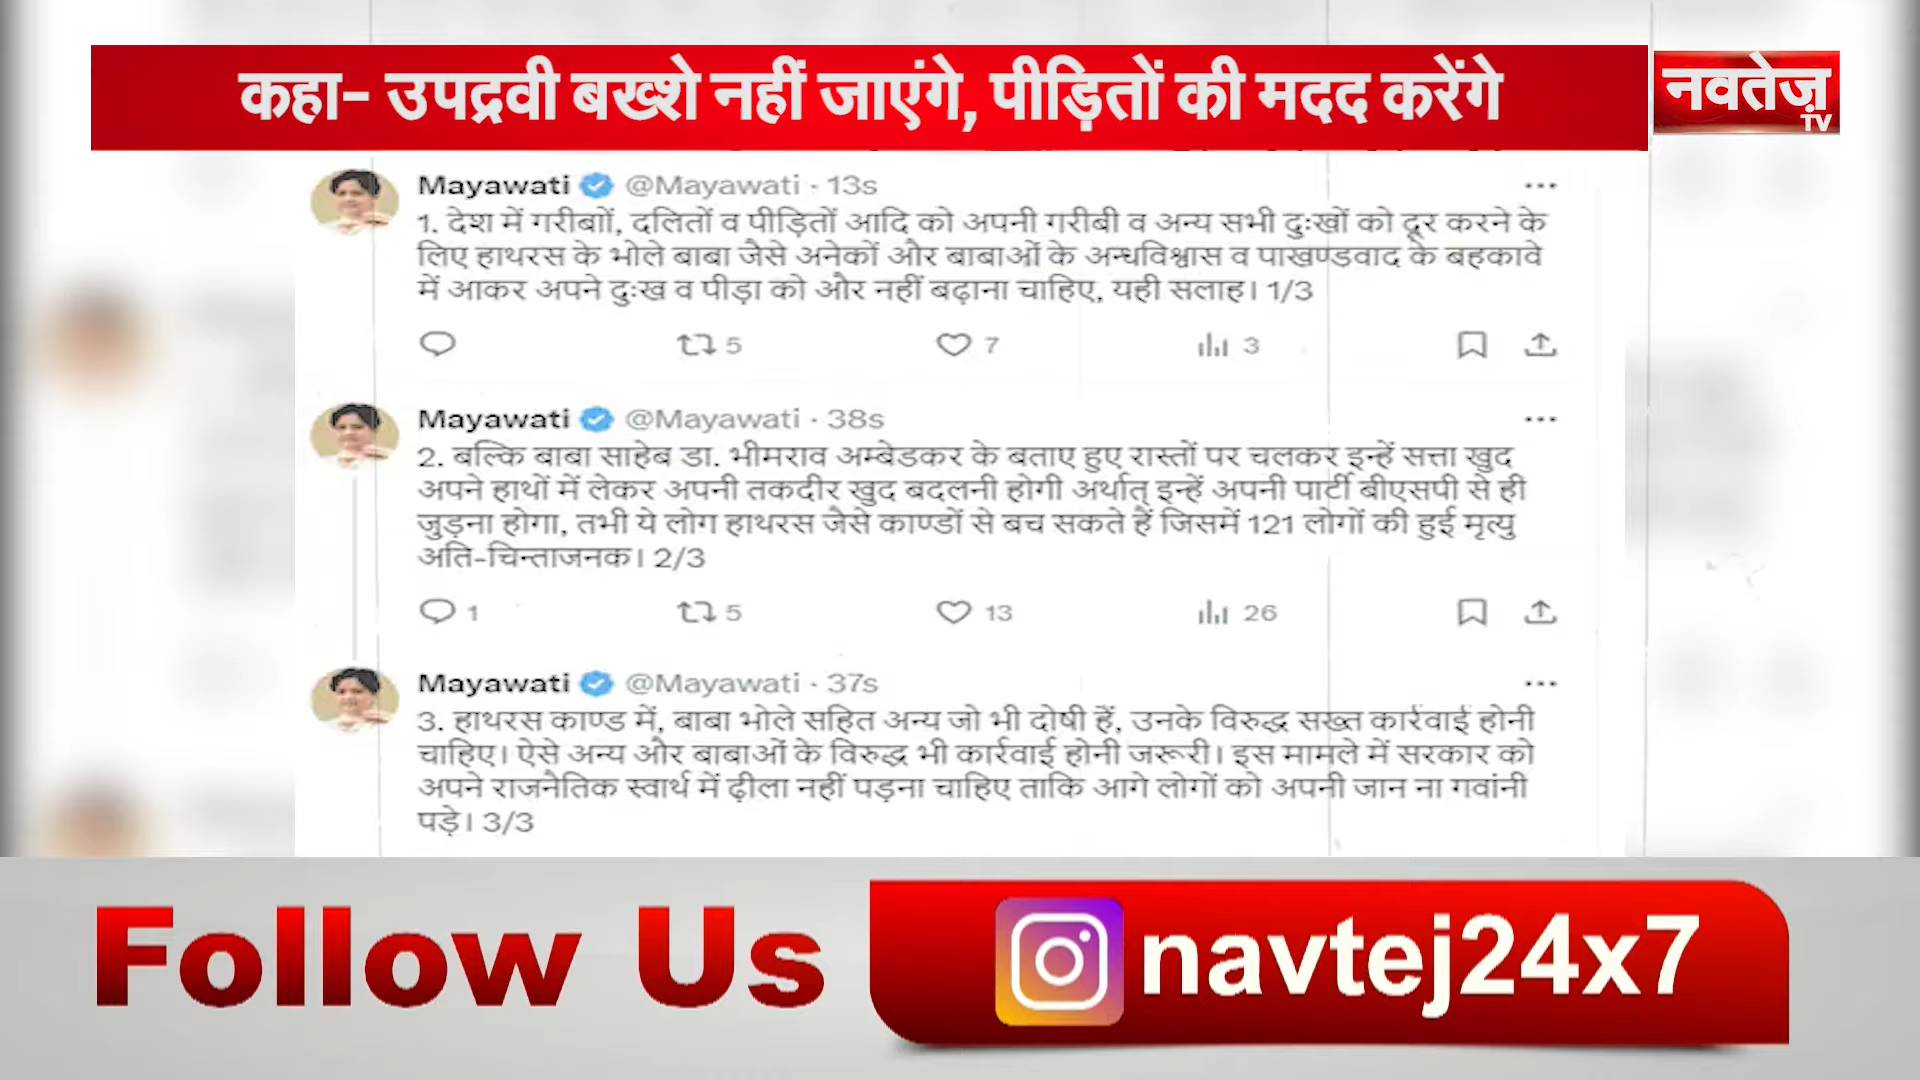 कहा- उपद्रवी बख्शे नहीं जाएंगे, पीड़ितों की मदद करेंगे
नवतेज़
TV
Mayawati @Mayawati · 13s
1. देश में गरीबाों, दलितों व पीड़ितों आदि को अपनी गरीबी व अन्य सभी दुःखों को दूर करने के
लिए हाथरस के भोले बाबा जैसे अनेकों और बाबाओं के अन्धविश्वास व पाखण्डवाद के बहकावे
में आकर अपने दुःख व पीड़ा को और नहीं बढ़ाना चाहिए, यही सलाह। 1/3
5 7 3
Mayawati @Mayawati · 38s
2. बल्कि बाबा साहेब डा. भीमराव अम्बेडकर के बताए हुए रास्तों पर चलकर इन्हें सत्ता खुद
अपने हाथों में लेकर अपनी तकदीर खुद बदलनी होगी अर्थात् इन्हें अपनी पार्टी बीएसपी से ही
जुड़ना होगा, तभी ये लोग हाथरस जैसे काण्डों से बच सकते हैं जिसमें 121 लोगों की हुई मृत्यु
अति-चिन्ताजनक। 2/3
1 5 13 26
Mayawati @Mayawati · 37s
3. हाथरस काण्ड में, बाबा भोले सहित अन्य जो भी दोषी हैं, उनके विरुद्ध सख्त कार्रवाई होनी
चाहिए। ऐसे अन्य और बाबाओं के विरुद्ध भी कार्रवाई होनी जरूरी। इस मामले में सरकार को
अपने राजनैतिक स्वार्थ में ढ़ीला नहीं पड़ना चाहिए ताकि आगे लोगों को अपनी जान ना गवांनी
पड़े। 3/3
Follow Us navtej24x7